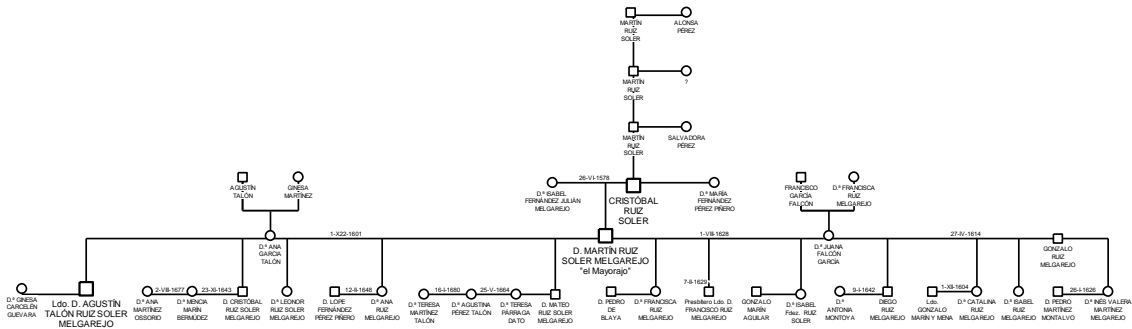 MARTÍN
RUIZ
SOLER
ALONSA
PÉREZ
MARTÍN
RUIZ
SOLER
?
MARTÍN
RUIZ
SOLER
SALVADORA
PÉREZ
26-VI-1578
AGUSTÍN
TALÓN
GINESA
MARTÍNEZ
D.ª ISABEL
FERNÁNDEZ JULIÁN
MELGAREJO
CRISTÓBAL
RUIZ
SOLER
D.ª MARÍA
FERNÁNDEZ
PÉREZ PIÑERO
FRANCISCO
GARCÍA
FALCÓN
D.ª FRANCISCA
RUIZ
MELGAREJO
D.ª ANA
GARCIA
TALÓN
1-X22-1601
D. MARTÍN RUIZ
SOLER MELGAREJO
"el Mayorajo"
1-VIII-1628
D.ª JUANA
FALCÓN
GARCÍA
27-IV-1614
GONZALO
RUIZ
MELGAREJO
D.ª GINESA
CARCELÉN
GUEVARA
Ldo. D. AGUSTÍN
TALÓN RUIZ SOLER
MELGAREJO
D.ª ANA
MARTÍNEZ
OSSORIO
2-VIII-1677
D.ª MENCIA
MARÍN
BERMÚDEZ
23-XI-1643
D. CRISTÓBAL
RUIZ SOLER
MELGAREJO
D.ª LEONOR
RUIZ SOLER
MELGAREJO
D. LOPE
FERNÁNDEZ
PÉREZ PIÑERO
12-II-1648
D.ª ANA
RUIZ
MELGAREJO
D.ª TERESA
MARTÍNEZ
TALÓN
16-I-1680
D.ª AGUSTINA
PÉREZ TALÓN
25-V-1664
D.ª TERESA
PÁRRAGA
DATO
D. MATEO
RUIZ SOLER
MELGAREJO
D. PEDRO
DE
BLAYA
D.ª FRANCISCA
RUIZ
MELGAREJO
7-II-1629
Presbítero Ldo. D.
FRANCISCO RUIZ
MELGAREJO
GONZALO
MARÍN
AGUILAR
D.ª ISABEL
Fdez. RUIZ
SOLER
D.ª
ANTONIA
MONTOYA
9-I-1642
DIEGO
RUIZ
MELGAREJO
Ldo.
GONZALO
MARÍN Y MENA
1-XII-1604
D.ª CATALINA
RUIZ
MELGAREJO
D.ª ISABEL
RUIZ
MELGAREJO
D. PEDRO
MARTÍNEZ
MONTALVO
26-I-1626
D.ª INÉS VALERA
MARTÍNEZ
MELGAREJO